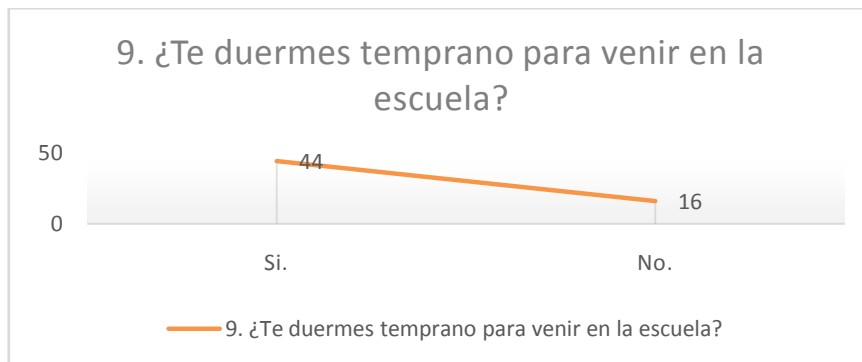 9. ¿Te duermes temprano para venir en la
escuela?
50
44
16
0
Si.
No.
9. ¿Te duermes temprano para venir en la escuela?